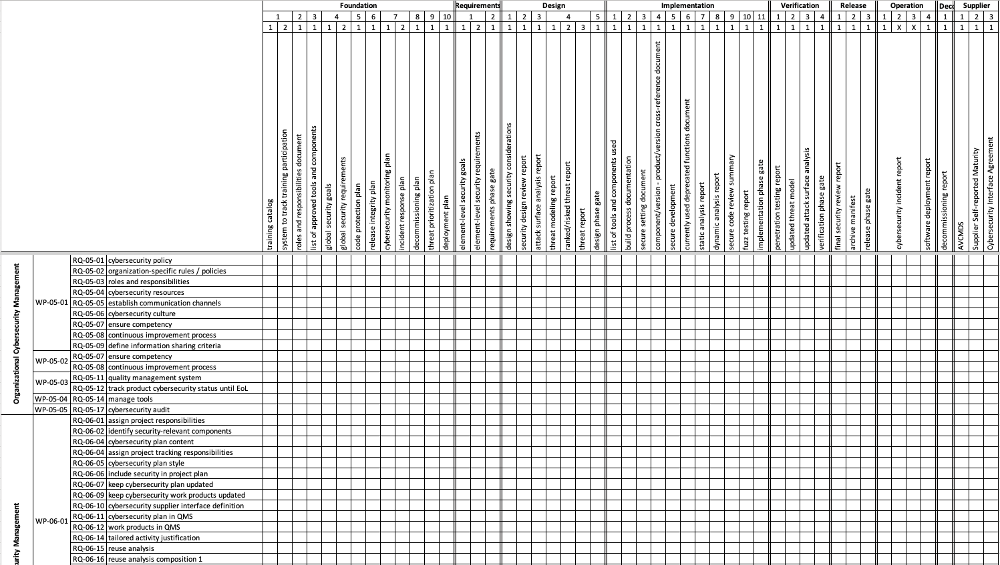 Foundation Requirements Design Implementation Verification Release Operation Dec Supplier
1 2 3 4 5 6 7 8 9 10 1 2 1 2 3 4 5 1 2 3 4 5 6 7 8 9 10 11 1 2 3 4 1 2 3 1 2 3 4 1 1 2 3
1 2 1 1 1 2 1 1 1 2 1 1 1 1 2 1 1 1 1 1 2 3 1 1 1 1 1 1 1 1 1 1 1 1 1 1 1 1 1 1 1 1 X X 1 1 1 1 1
training catalog
system to track training participation
roles and responsibilities document
list of approved tools and components
global security goals
global security requirements
code protection plan
release integrity plan
cybersecurity monitoring plan
incident response plan
decommissioning plan
threat prioritization plan
deployment plan
element-level security goals
element-level security requirements
requirements phase gate
design showing security considerations
security design review report
attack surface analysis report
threat modeling report
ranked/risked threat report
threat report
design phase gate
list of tools and components used
build process documentation
secure setting document
component/version - product/version cross-reference document
secure development
currently used deprecated functions document
static analysis report
dynamic analysis report
secure code review summary
fuzz testing report
implementation phase gate
penetration testing report
updated threat model
updated attack surface analysis
verification phase gate
final security review report
archive manifest
release phase gate
cybersecurity incident report
software deployment report
decommissioning report
AVCMDS
Supplier Self-reported Maturity
Cybersecurity Interface Agreement
Organizational Cybersecurity Management
WP-05-01
RQ-05-01 cybersecurity policy
RQ-05-02 organization-specific rules / policies
RQ-05-03 roles and responsibilities
RQ-05-04 cybersecurity resources
RQ-05-05 establish communication channels
RQ-05-06 cybersecurity culture
RQ-05-07 ensure competency
RQ-05-08 continuous improvement process
RQ-05-09 define information sharing criteria
WP-05-02
RQ-05-07 ensure competency
RQ-05-08 continuous improvement process
WP-05-03
RQ-05-11 quality management system
RQ-05-12 track product cybersecurity status until EoL
WP-05-04 RQ-05-14 manage tools
WP-05-05 RQ-05-17 cybersecurity audit
urity Management
WP-06-01
RQ-06-01 assign project responsibilities
RQ-06-02 identify security-relevant components
RQ-06-04 cybersecurity plan content
RQ-06-04 assign project tracking responsibilities
RQ-06-05 cybersecurity plan style
RQ-06-06 include security in project plan
RQ-06-07 keep cybersecurity plan updated
RQ-06-09 keep cybersecurity work products updated
RQ-06-10 cybersecurity supplier interface definition
RQ-06-11 cybersecurity plan in QMS
RQ-06-12 work products in QMS
RQ-06-14 tailored activity justification
RQ-06-15 reuse analysis
RQ-06-16 reuse analysis composition 1